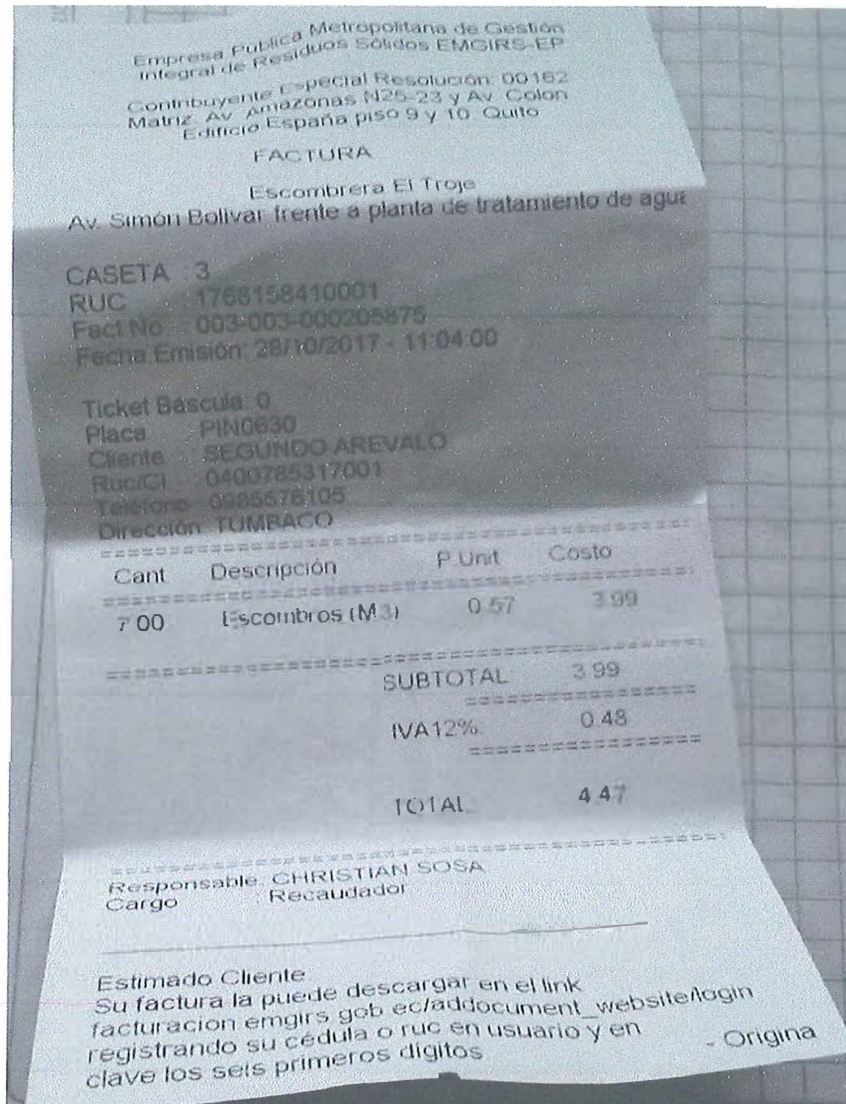 Empresa Publica Metropolitana de Gestión
Integral de Residuos Sólidos EMGIRS-EP
Contribuyente Especial Resolución: 00162
Matriz: Av. Amazonas N25-23 y Av. Colon
Edificio España piso 9 y 10. Quito
FACTURA
Escombrera El Troje
Av. Simón Bolivar frente a planta de tratamiento de agua
CASETA : 3
RUC : 1768158410001
Fact No : 003-003-000205875
Fecha Emisión: 28/10/2017 - 11:04:00
Ticket Báscula: 0
Placa : PIN0630
Cliente : SEGUNDO AREVALO
Ruc/CI : 0400785317001
Teléfono : 0985576105
Dirección: TUMBACO
Cant Descripción P.Unit Costo
7.00 Escombros (M3) 0.57 3.99
SUBTOTAL 3.99
IVA12%: 0.48
TOTAL: 4.47
Responsable: CHRISTIAN SOSA
Cargo : Recaudador
Estimado Cliente
Su factura la puede descargar en el link
facturacion.emgirs.gob.ec/addocument_website/login
registrando su cédula o ruc en usuario y en
clave los seis primeros dígitos - Origina